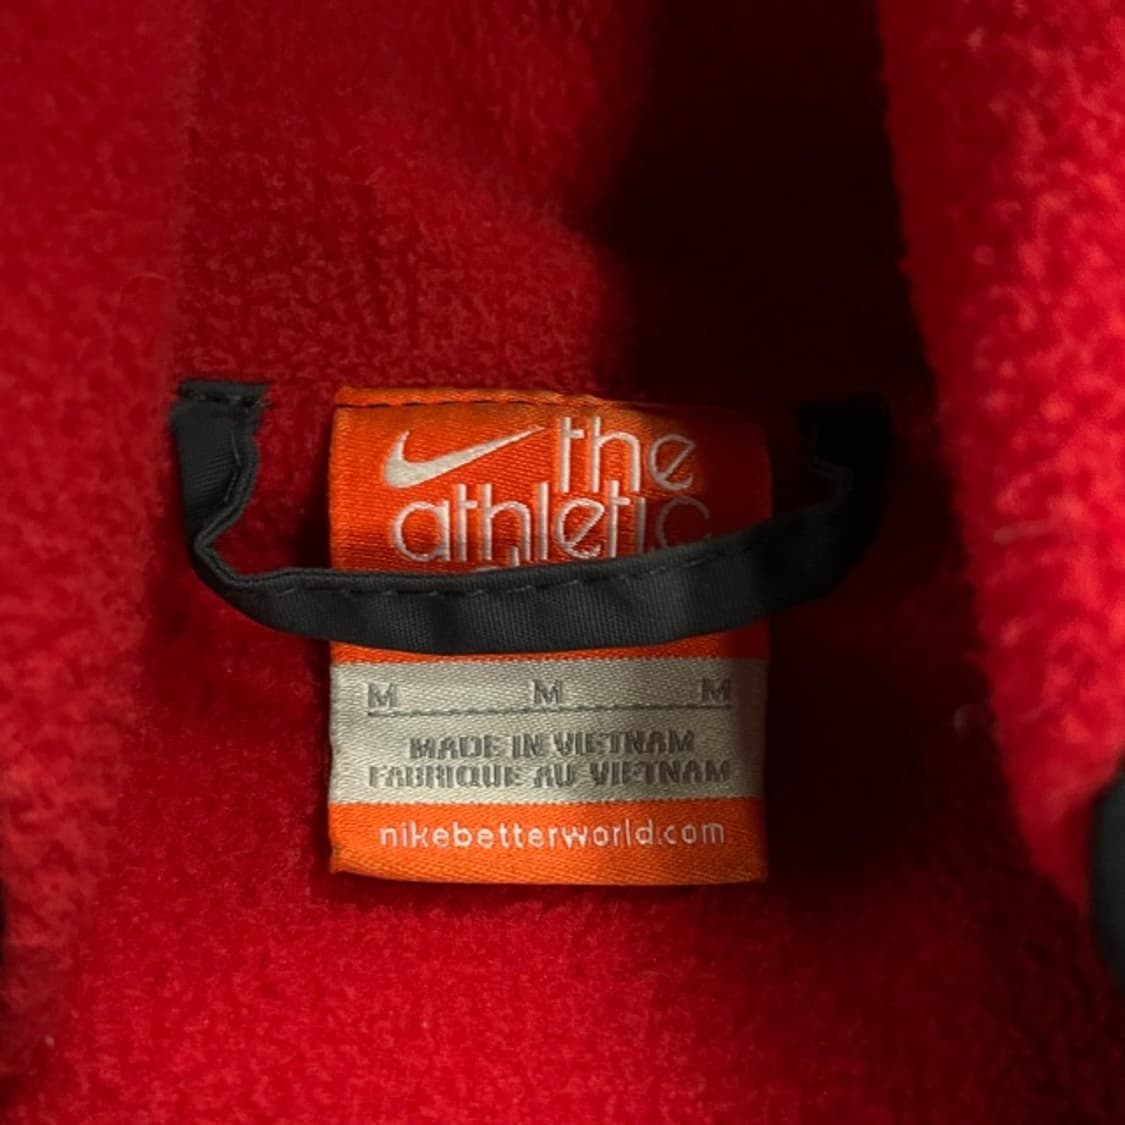 the
athletic
M M M
MADE IN VIETNAM
FABRIQUE AU VIETNAM
nikebetterworld.com